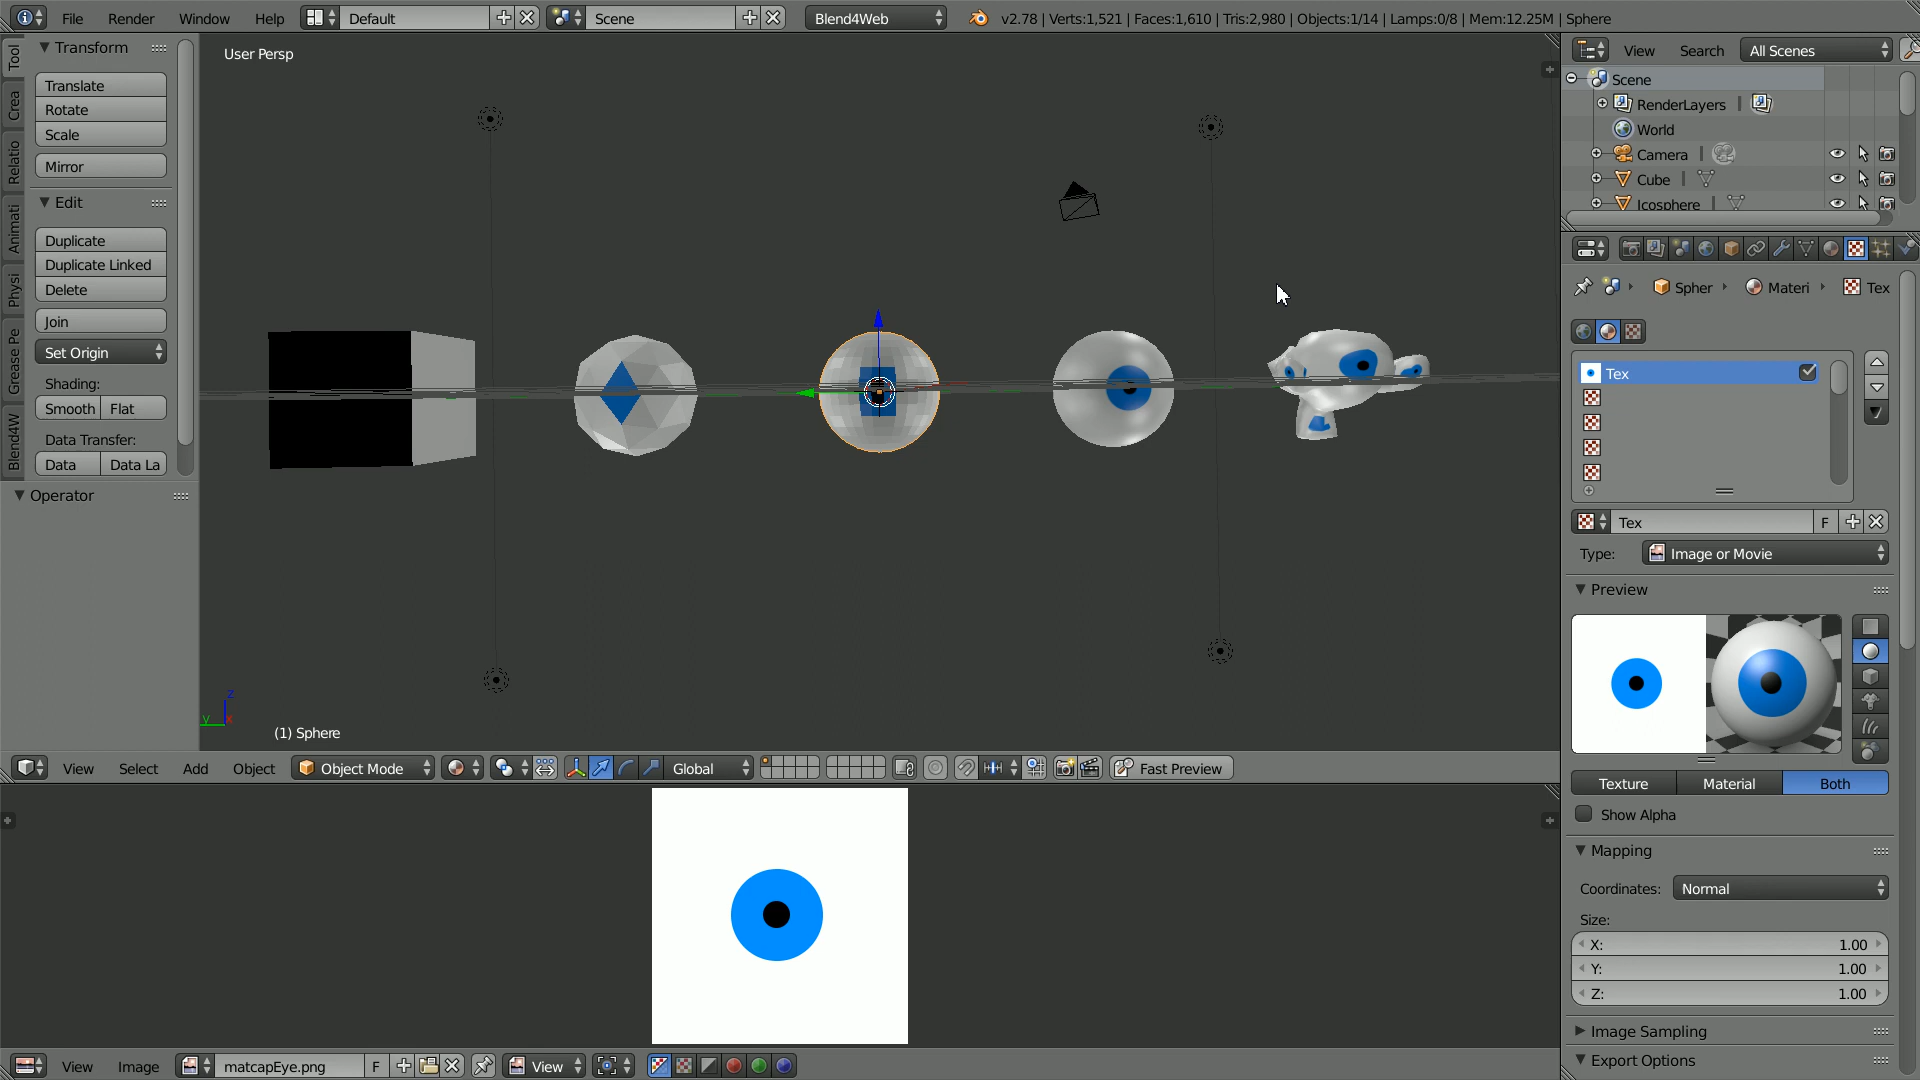 File Render Window Help Default Scene Blend4Web v2.78 | Verts:1,521 | Faces:1,610 | Tris:2,980 | Objects:1/14 | Lamps:0/8 | Mem:12.25M | Sphere
Tool
Crea
Relatio
Animati
Physi
Grease Pe
Blend4W
Transform
Translate
Rotate
Scale
Mirror
Edit
Duplicate
Duplicate Linked
Delete
Join
Set Origin
Shading:
Smooth Flat
Data Transfer:
Data Data La
Operator
User Persp
z
y x
(1) Sphere
View Select Add Object Object Mode Global Fast Preview
View Image matcapEye.png F View
View Search All Scenes
Scene
RenderLayers |
World
Camera |
Cube |
Icosphere |
Spher Materi Tex
Tex
Tex F
Type: Image or Movie
Preview
Texture Material Both
Show Alpha
Mapping
Coordinates: Normal
Size:
X: 1.00
Y: 1.00
Z: 1.00
Image Sampling
Export Options